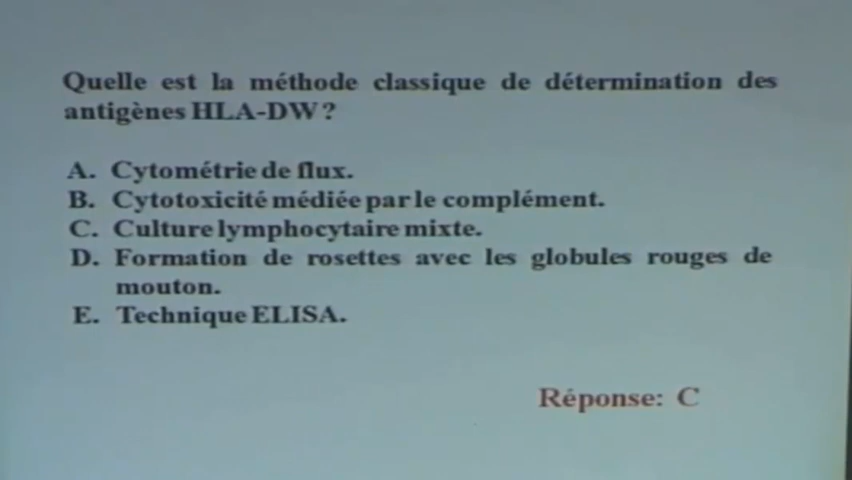 Quelle est la méthode classique de détermination des
antigènes HLA-DW ?
A. Cytométrie de flux.
B. Cytotoxicité médiée par le complément.
C. Culture lymphocytaire mixte.
D. Formation de rosettes avec les globules rouges de
mouton.
E. Technique ELISA.
Réponse: C